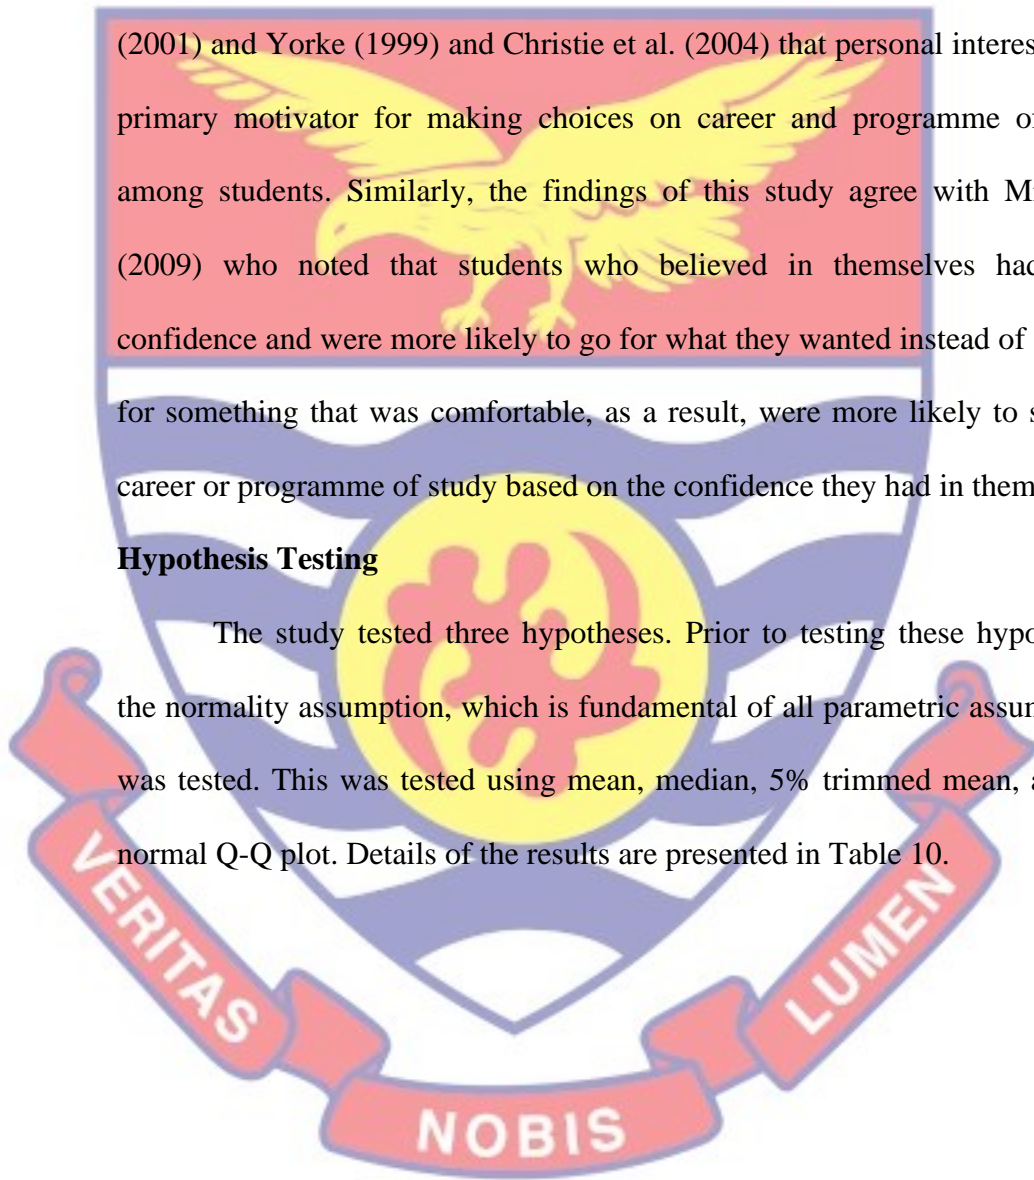 (2001) and Yorke (1999) and Christie et al. (2004) that personal interes
primary motivator for making choices on career and programme o
among students. Similarly, the findings of this study agree with M
(2009) who noted that students who believed in themselves had
confidence and were more likely to go for what they wanted instead of
for something that was comfortable, as a result, were more likely to s
career or programme of study based on the confidence they had in them
Hypothesis Testing
The study tested three hypotheses. Prior to testing these hypo
the normality assumption, which is fundamental of all parametric assum
was tested. This was tested using mean, median, 5% trimmed mean, a
normal Q-Q plot. Details of the results are presented in Table 10.
VERITAS
NOBIS
LUMEN